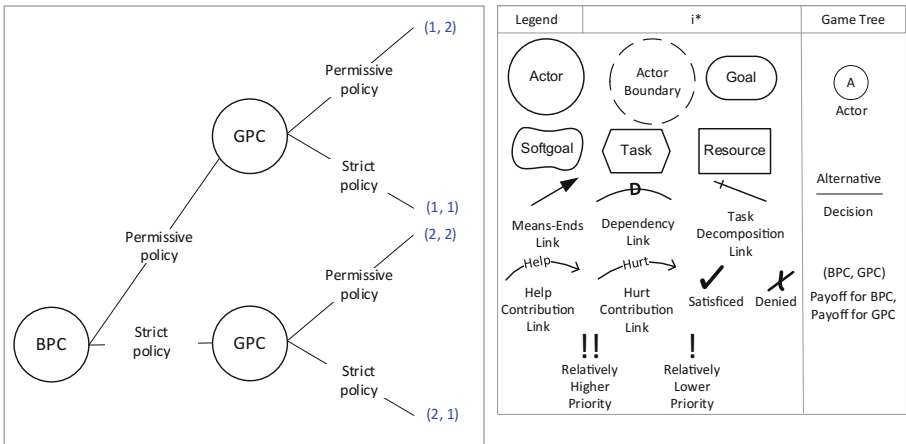 (1, 2)
Permissive
policy
GPC
Strict
policy
(1, 1)
Permissive
policy
(2, 2)
Permissive
policy
BPC
Strict
policy
GPC
Strict
policy
(2, 1)
Legend
i*
Game Tree
Actor
Actor
Boundary
Goal
A
Actor
Softgoal
Task
Resource
D
Means-Ends
Link
Dependency
Link
Task
Decomposition
Link
Alternative
Decision
Help
Hurt
Help
Contribution
Link
Hurt
Contribution
Link
Satisficed
Denied
(BPC, GPC)
Payoff for BPC,
Payoff for GPC
!!
!
Relatively
Higher
Priority
Relatively
Lower
Priority